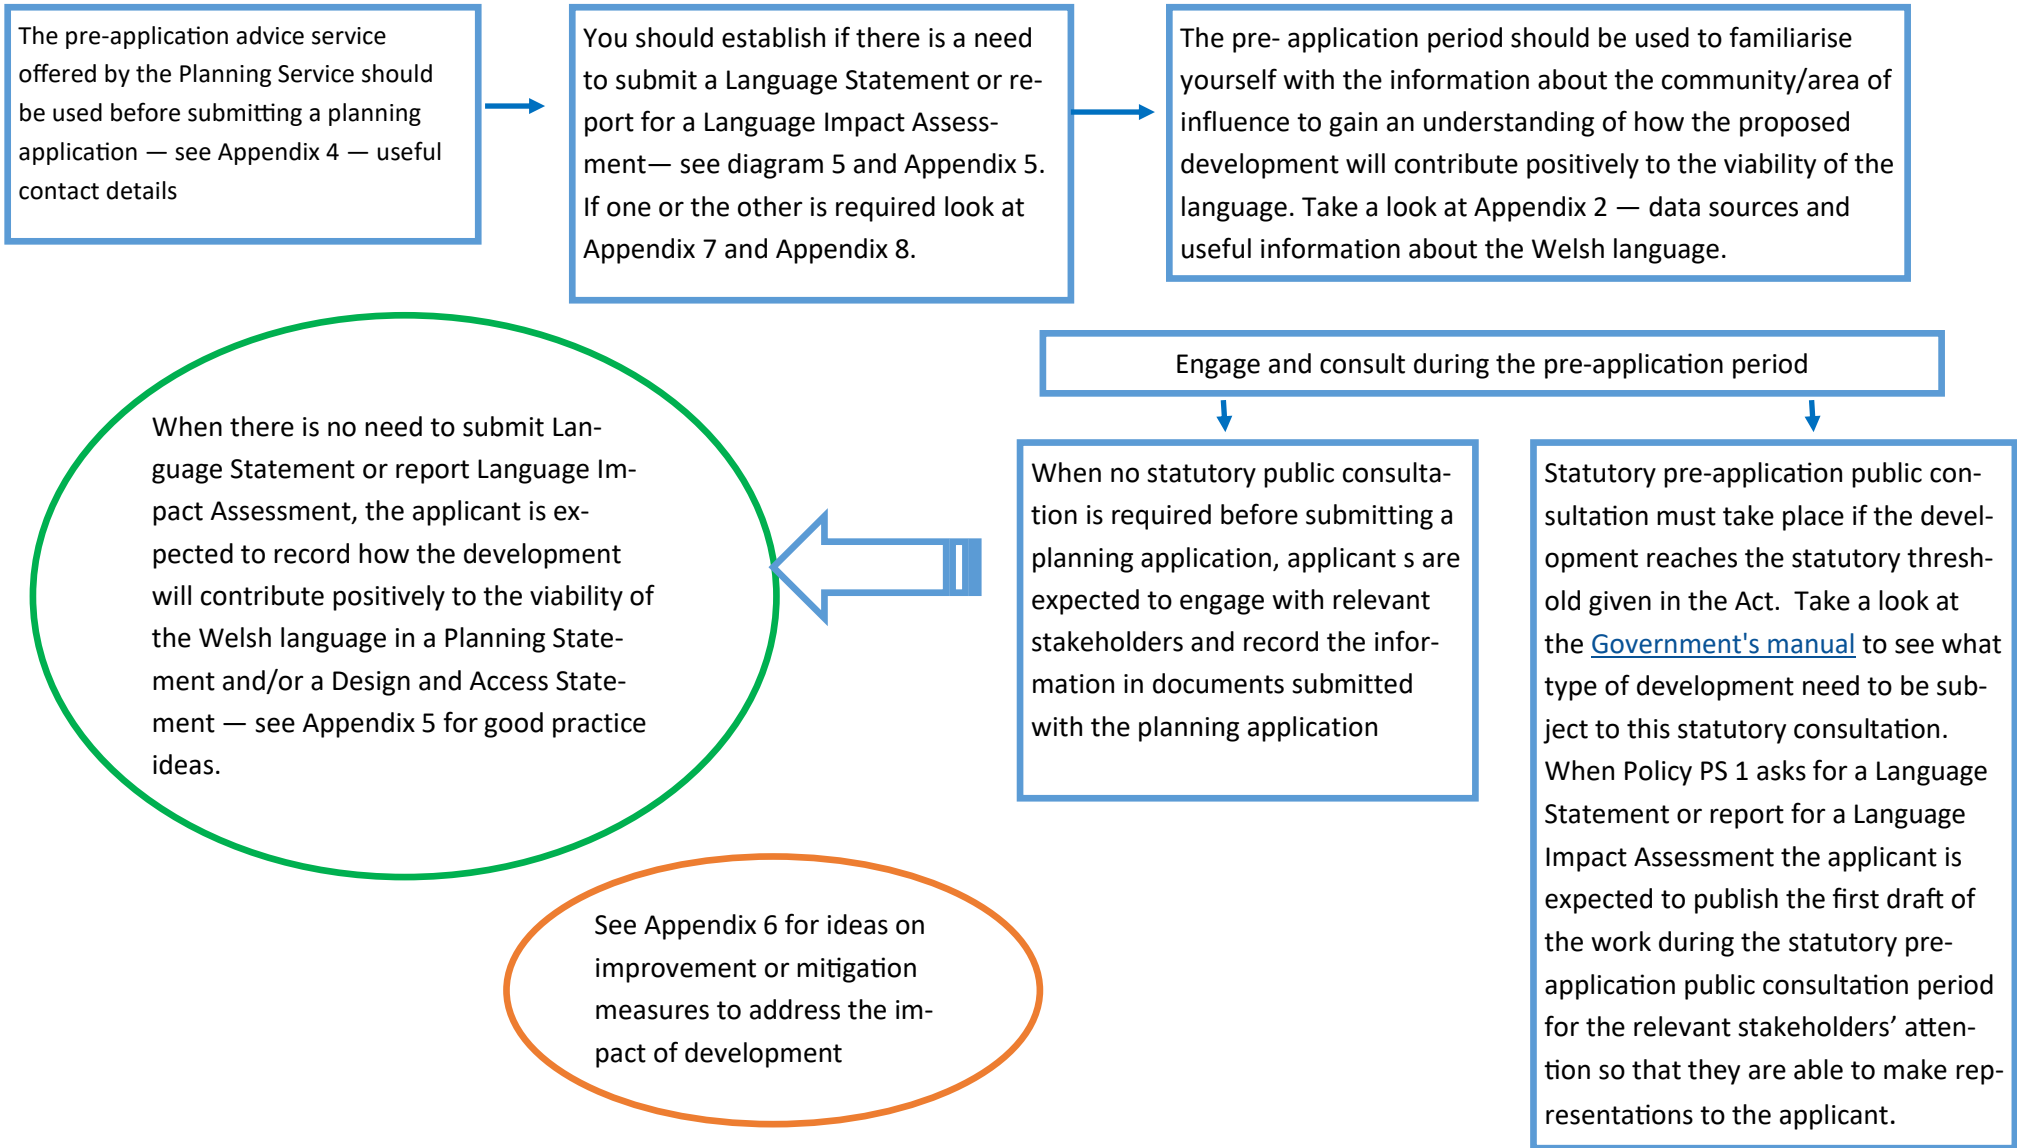 The pre-application advice service
offered by the Planning Service should
be used before submitting a planning
application — see Appendix 4 — useful
contact details
You should establish if there is a need
to submit a Language Statement or re-
port for a Language Impact Assess-
ment— see diagram 5 and Appendix 5.
If one or the other is required look at
Appendix 7 and Appendix 8.
The pre- application period should be used to familiarise
yourself with the information about the community/area of
influence to gain an understanding of how the proposed
development will contribute positively to the viability of the
language. Take a look at Appendix 2 — data sources and
useful information about the Welsh language.
Engage and consult during the pre-application period
When there is no need to submit Lan-
guage Statement or report Language Im-
pact Assessment, the applicant is ex-
pected to record how the development
will contribute positively to the viability of
the Welsh language in a Planning State-
ment and/or a Design and Access State-
ment — see Appendix 5 for good practice
ideas.
When no statutory public consulta-
tion is required before submitting a
planning application, applicant s are
expected to engage with relevant
stakeholders and record the infor-
mation in documents submitted
with the planning application
Statutory pre-application public con-
sultation must take place if the devel-
opment reaches the statutory thresh-
old given in the Act.  Take a look at
the Government's manual to see what
type of development need to be sub-
ject to this statutory consultation.
When Policy PS 1 asks for a Language
Statement or report for a Language
Impact Assessment the applicant is
expected to publish the first draft of
the work during the statutory pre-
application public consultation period
for the relevant stakeholders’ atten-
tion so that they are able to make rep-
resentations to the applicant.
See Appendix 6 for ideas on
improvement or mitigation
measures to address the im-
pact of development